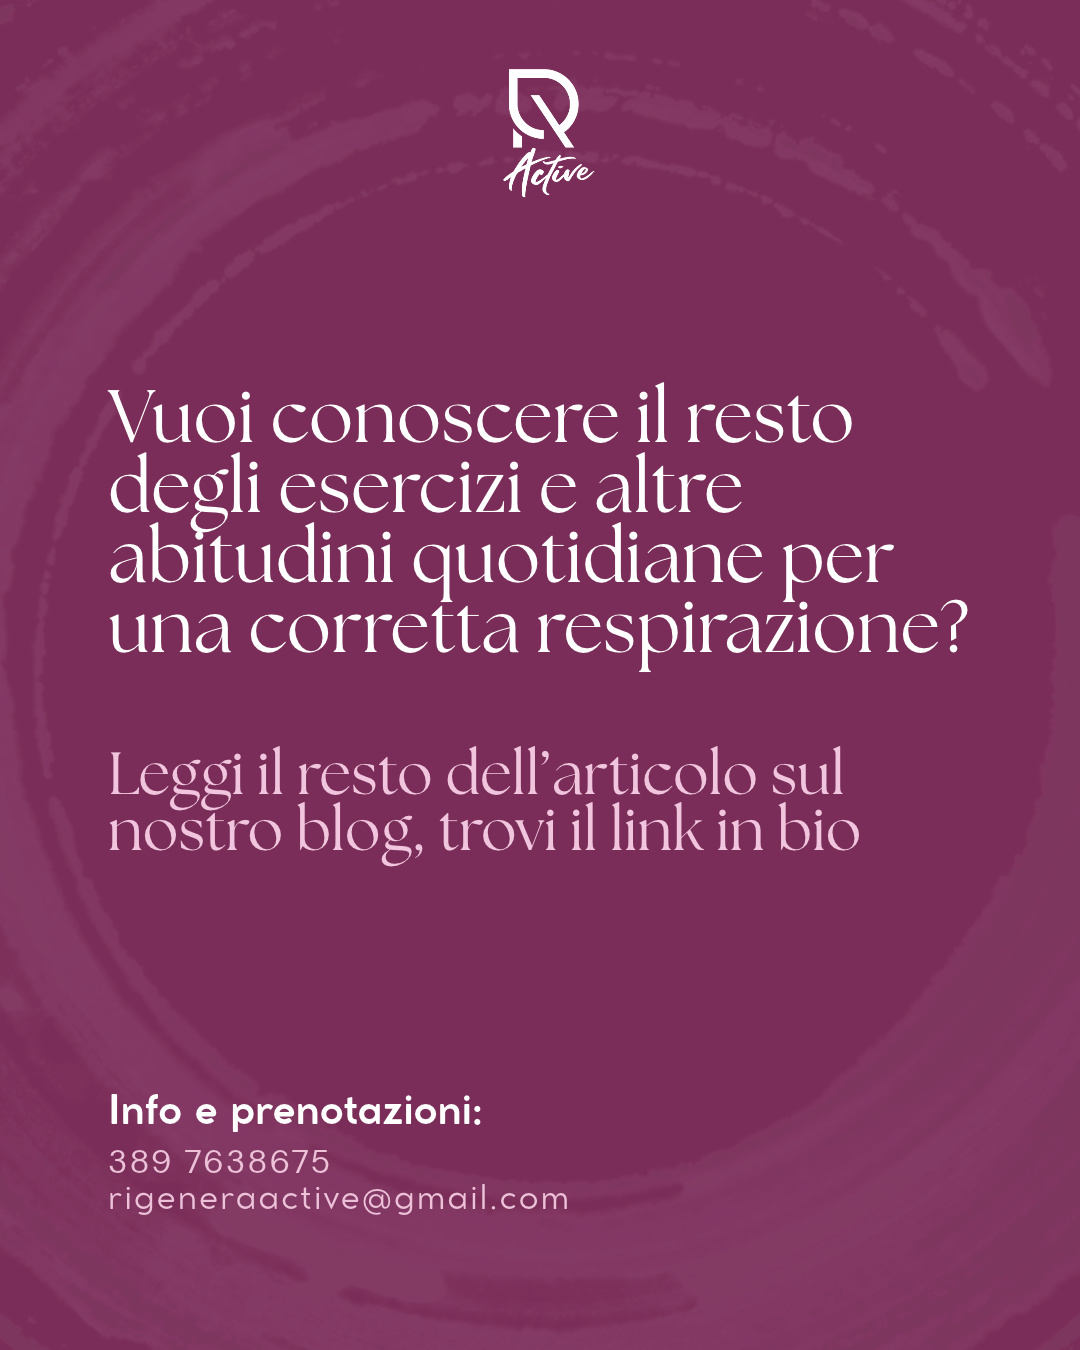 R
Active
Vuoi conoscere il resto
degli esercizi e altre
abitudini quotidiane per
una corretta respirazione?
Leggi il resto dell’articolo sul
nostro blog, trovi il link in bio
Info e prenotazioni:
389 7638675
rigeneraactive@gmail.com